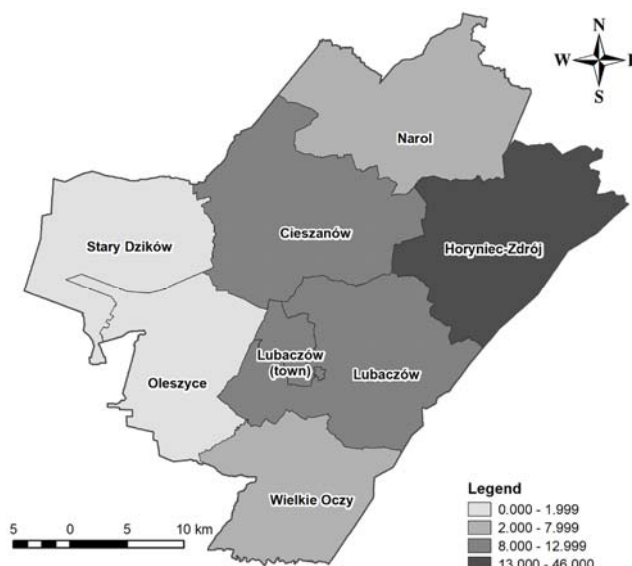 N
W E
S
Narol
Cieszanów
Stary Dzików
Horyniec-Zdrój
Lubaczów
(town)
Lubaczów
Oleszyce
Wielkie Oczy
5 0 5 10 km
Legend
0.000 - 1.999
2.000 - 7.999
8.000 - 12.999
13.000 - 46.000